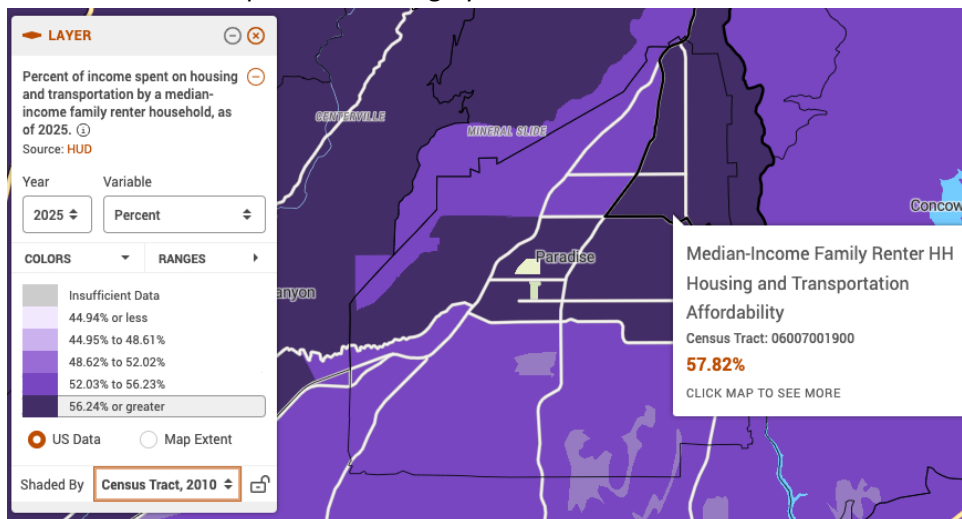 LAYER
Percent of income spent on housing
and transportation by a median-
income family renter household, as
of 2025.
Source: HUD
Year Variable
2025 Percent
COLORS RANGES
Insufficient Data
44.94% or less
44.95% to 48.61%
48.62% to 52.02%
52.03% to 56.23%
56.24% or greater
US Data Map Extent
Shaded By Census Tract, 2010
CENTERVILLE
MINERAL SLIDE
Concow
Paradise
anyon
Median-Income Family Renter HH
Housing and Transportation
Affordability
Census Tract: 06007001900
57.82%
CLICK MAP TO SEE MORE